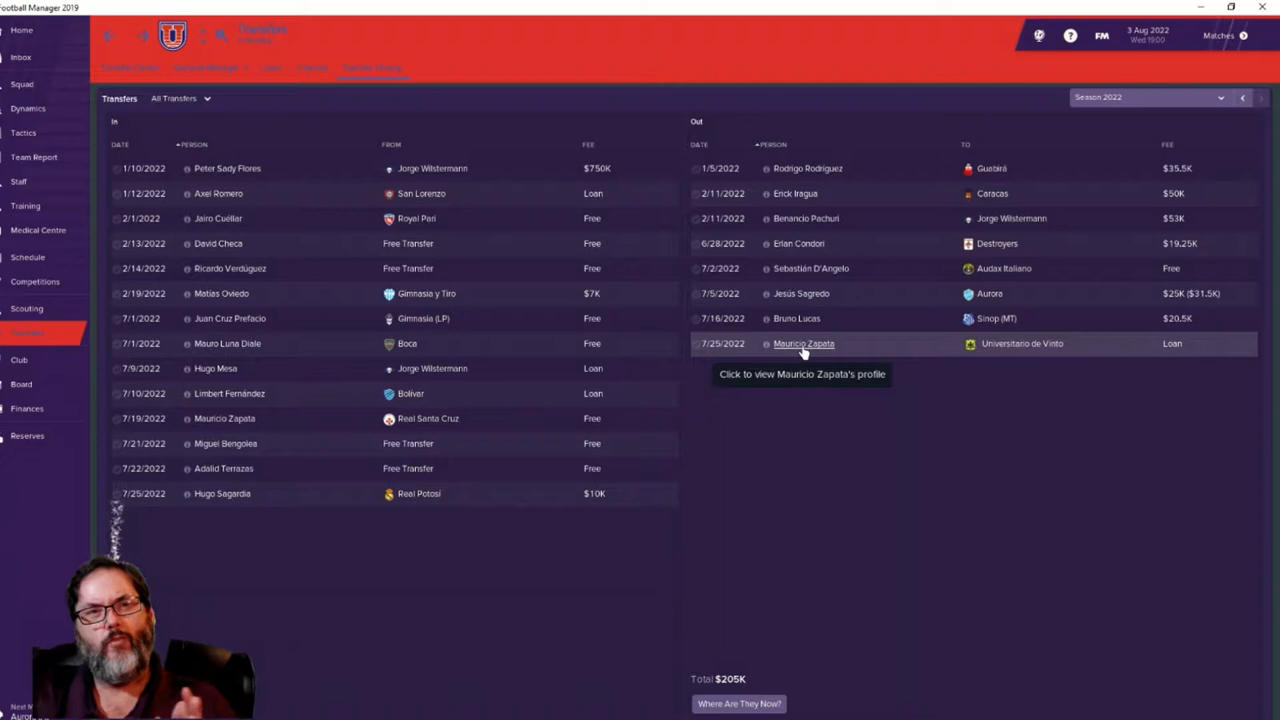 Football Manager 2019
Home
Inbox
Squad
Dynamics
Tactics
Team Report
Staff
Training
Medical Centre
Schedule
Competitions
Scouting
Transfers
Club
Board
Finances
Reserves
Next M
Auror
Transfers
Transfer Centre
Loans
Clauses
Transfer History
FM
3 Aug 2022
Wed 19:00
Matches
Transfers All Transfers
Season 2022
In
DATE PERSON FROM FEE
1/10/2022 Peter Sady Flores Jorge Wilstermann $750K
1/12/2022 Axel Romero San Lorenzo Loan
2/1/2022 Jairo Cuéllar Royal Pari Free
2/13/2022 David Checa Free Transfer Free
2/14/2022 Ricardo Verdúguez Free Transfer Free
2/19/2022 Matías Oviedo Gimnasia y Tiro $7K
7/1/2022 Juan Cruz Prefacio Gimnasia (LP) Free
7/1/2022 Mauro Luna Diale Boca Free
7/9/2022 Hugo Mesa Jorge Wilstermann Loan
7/10/2022 Limbert Fernández Bolívar Loan
7/19/2022 Mauricio Zapata Real Santa Cruz Free
7/21/2022 Miguel Bengolea Free Transfer Free
7/22/2022 Adalid Terrazas Free Transfer Free
7/25/2022 Hugo Sagardia Real Potosí $10K
Out
DATE PERSON TO FEE
1/5/2022 Rodrigo Rodríguez Guabirá $35.5K
2/11/2022 Erick Iragua Caracas $50K
2/11/2022 Benancio Pachuri Jorge Wilstermann $53K
6/28/2022 Erlan Condori Destroyers $19.25K
7/2/2022 Sebastián D'Angelo Audax Italiano Free
7/5/2022 Jesús Sagredo Aurora $25K ($31.5K)
7/16/2022 Bruno Lucas Sinop (MT) $20.5K
7/25/2022 Mauricio Zapata Universitario de Vinto Loan
Click to view Mauricio Zapata's profile
Total $205K
Where Are They Now?